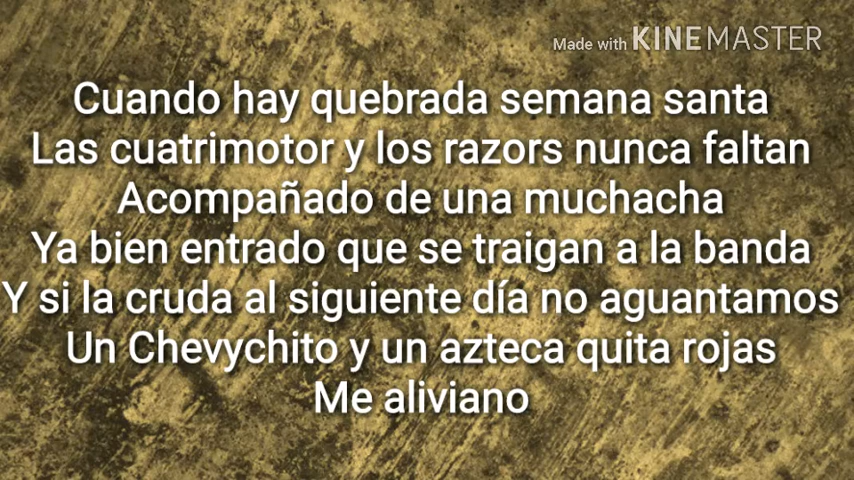 Made with KINEMASTER
Cuando hay quebrada semana santa
Las cuatrimotor y los razors nunca faltan
Acompañado de una muchacha
Ya bien entrado que se traigan a la banda
Y si la cruda al siguiente día no aguantamos
Un Chevychito y un azteca quita rojas
Me aliviano